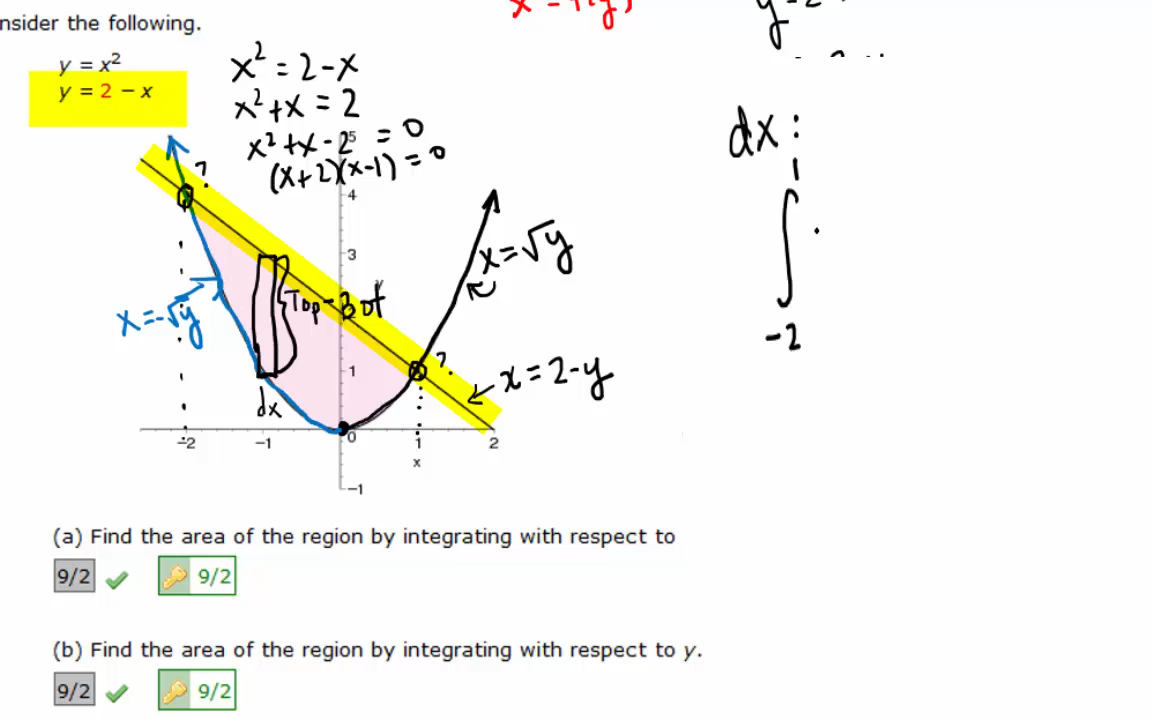 nsider the following.
y = x²
y = 2 − x
x² = 2-x
x²+x = 2
x²+x-2 = 0
(x+2)(x-1) = 0
dx:
1
∫
-2
5
4
3
1
0
-1
?
?
x=√y
x=-√y
Top-Bot
x=2-y
dx
-2
-1
1
2
x
(a) Find the area of the region by integrating with respect to
9/2
9/2
(b) Find the area of the region by integrating with respect to y.
9/2
9/2